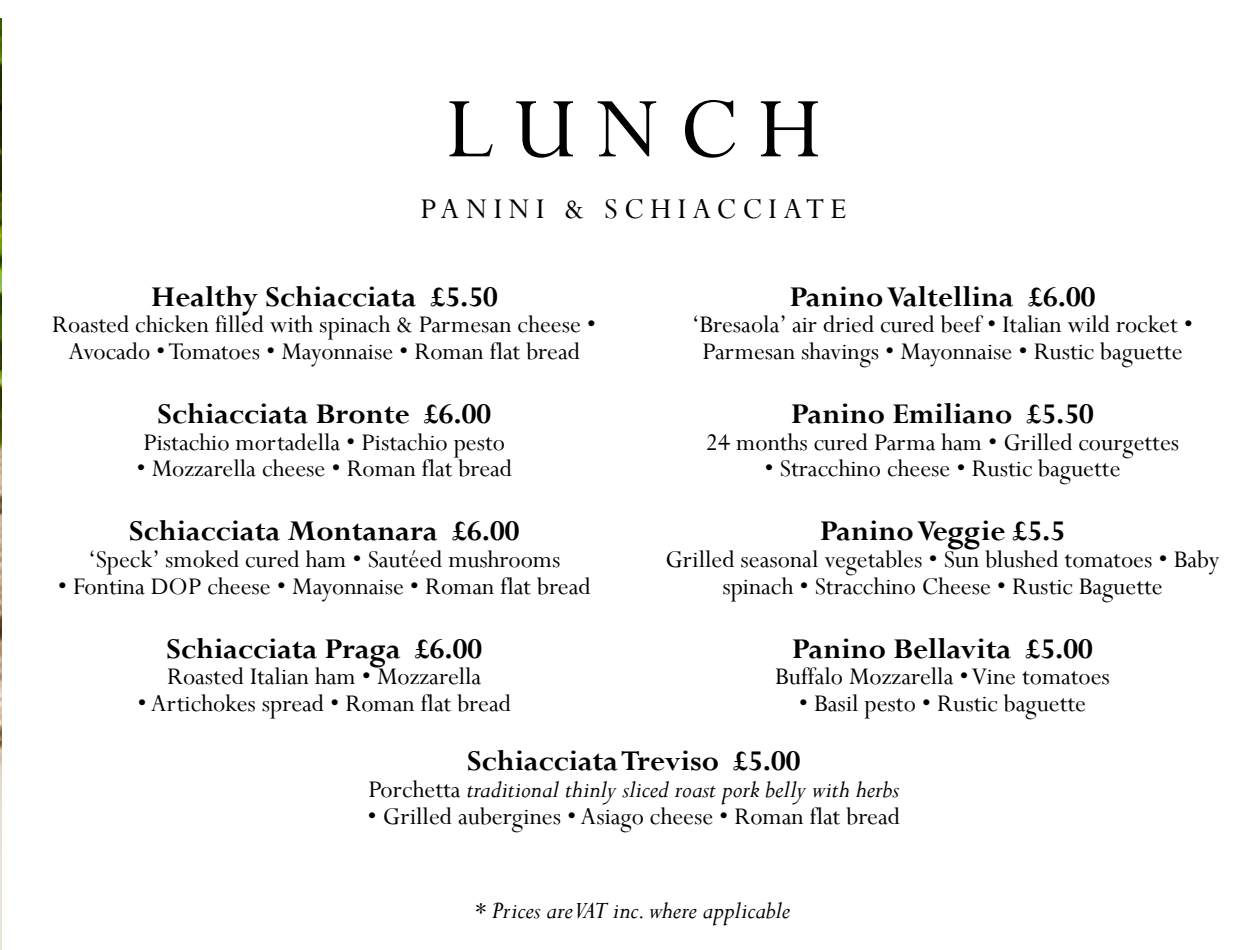 LUNCH
PANINI & SCHIACCIATE
Healthy Schiacciata £5.50
Roasted chicken filled with spinach & Parmesan cheese •
Avocado • Tomatoes • Mayonnaise • Roman flat bread
Schiacciata Bronte £6.00
Pistachio mortadella • Pistachio pesto
• Mozzarella cheese • Roman flat bread
Schiacciata Montanara £6.00
‘Speck’ smoked cured ham • Sautéed mushrooms
• Fontina DOP cheese • Mayonnaise • Roman flat bread
Schiacciata Praga £6.00
Roasted Italian ham • Mozzarella
• Artichokes spread • Roman flat bread
Panino Valtellina £6.00
‘Bresaola’ air dried cured beef • Italian wild rocket •
Parmesan shavings • Mayonnaise • Rustic baguette
Panino Emiliano £5.50
24 months cured Parma ham • Grilled courgettes
• Stracchino cheese • Rustic baguette
Panino Veggie £5.5
Grilled seasonal vegetables • Sun blushed tomatoes • Baby
spinach • Stracchino Cheese • Rustic Baguette
Panino Bellavita £5.00
Buffalo Mozzarella • Vine tomatoes
• Basil pesto • Rustic baguette
Schiacciata Treviso £5.00
Porchetta traditional thinly sliced roast pork belly with herbs
• Grilled aubergines • Asiago cheese • Roman flat bread
* Prices are VAT inc. where applicable